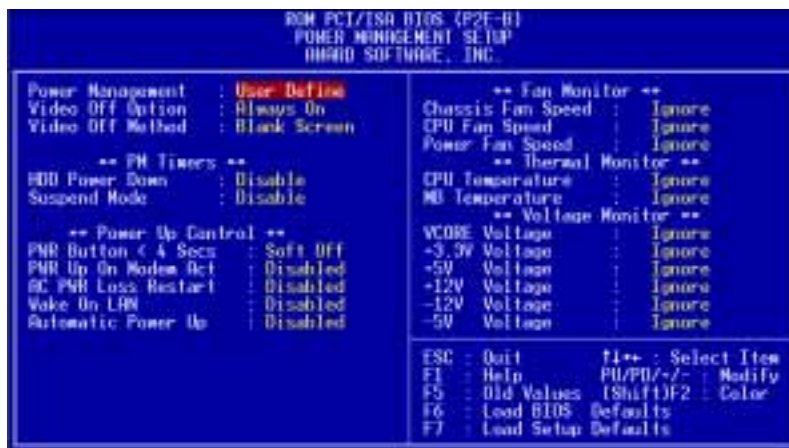 ROM PCI/ISA BIOS (P2E-B)
POWER MANAGEMENT SETUP
AWARD SOFTWARE, INC.
Power Management : User Define
Video Off Option : Always On
Video Off Method : Blank Screen
** PM Timers **
HDD Power Down : Disable
Suspend Mode : Disable
** Power Up Control **
PWR Button < 4 Secs : Soft Off
PWR Up On Modem Act : Disabled
AC PWR Loss Restart : Disabled
Wake On LAN : Disabled
Automatic Power Up : Disabled
** Fan Monitor **
Chassis Fan Speed : Ignore
CPU Fan Speed : Ignore
Power Fan Speed : Ignore
** Thermal Monitor **
CPU Temperature : Ignore
MB Temperature : Ignore
** Voltage Monitor **
VCORE Voltage : Ignore
+3.3V Voltage : Ignore
+5V Voltage : Ignore
+12V Voltage : Ignore
-12V Voltage : Ignore
-5V Voltage : Ignore
ESC : Quit ↑↓→← : Select Item
F1 : Help PU/PD/+/- : Modify
F5 : Old Values (Shift)F2 : Color
F6 : Load BIOS Defaults
F7 : Load Setup Defaults